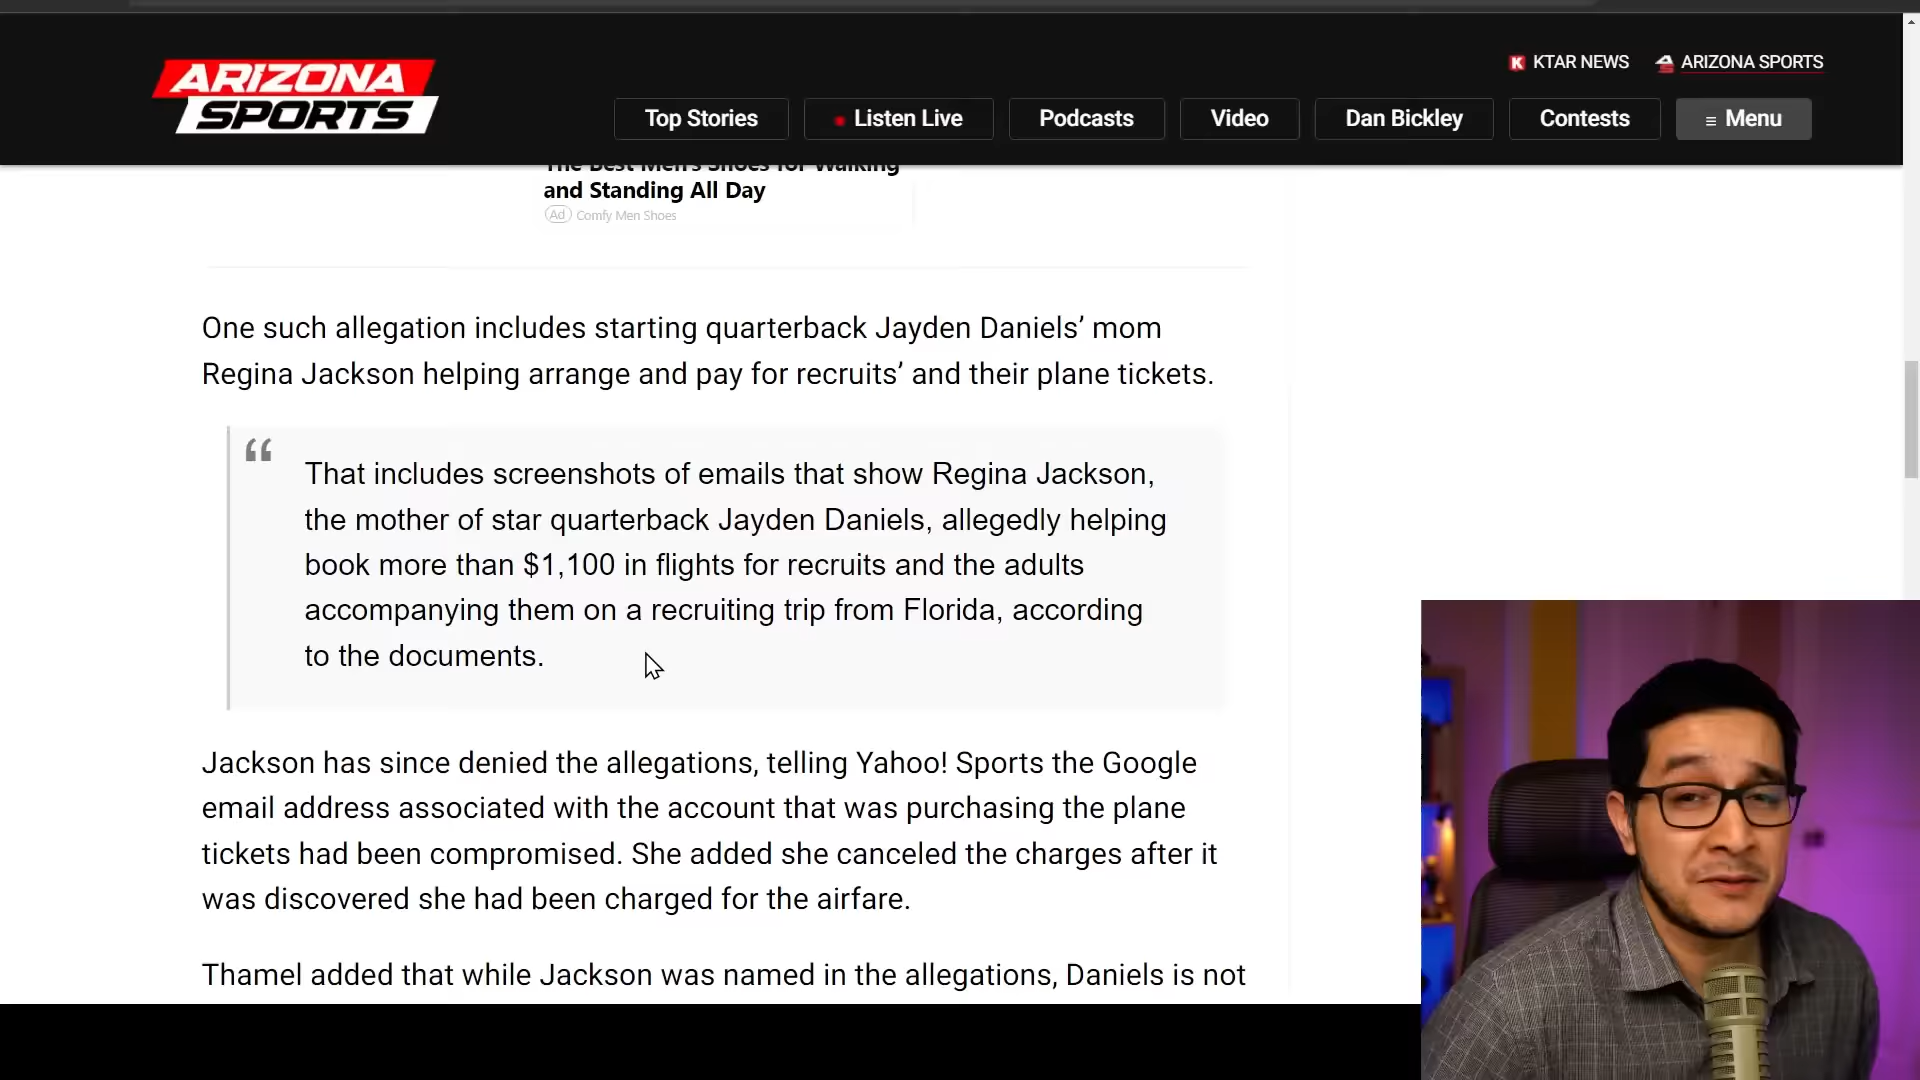 ARIZONA
SPORTS
KTAR NEWS
ARIZONA SPORTS
Top Stories
Listen Live
Podcasts
Video
Dan Bickley
Contests
Menu
The Best Men's Shoes for Walking
and Standing All Day
Ad Comfy Men Shoes
One such allegation includes starting quarterback Jayden Daniels’ mom
Regina Jackson helping arrange and pay for recruits’ and their plane tickets.
“
That includes screenshots of emails that show Regina Jackson,
the mother of star quarterback Jayden Daniels, allegedly helping
book more than $1,100 in flights for recruits and the adults
accompanying them on a recruiting trip from Florida, according
to the documents.
Jackson has since denied the allegations, telling Yahoo! Sports the Google
email address associated with the account that was purchasing the plane
tickets had been compromised. She added she canceled the charges after it
was discovered she had been charged for the airfare.
Thamel added that while Jackson was named in the allegations, Daniels is not